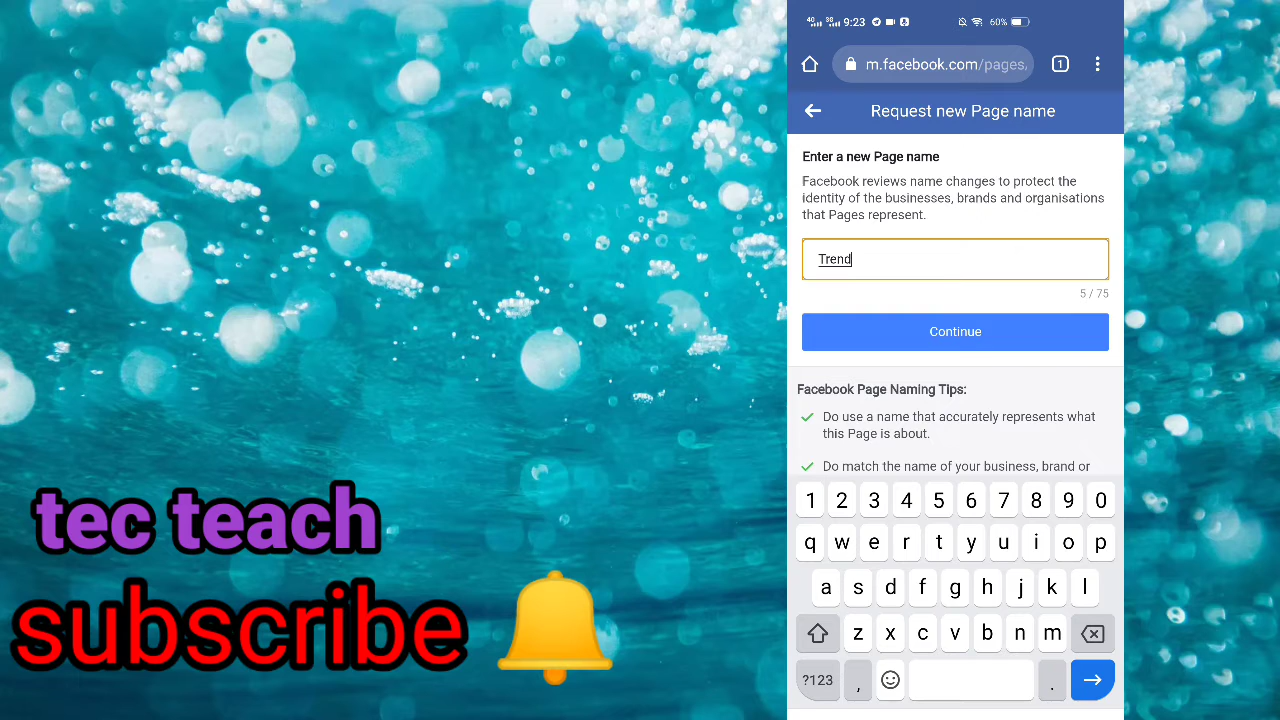 4G 3G 9:23 60%
m.facebook.com/pages, 1
Request new Page name
Enter a new Page name
Facebook reviews name changes to protect the
identity of the businesses, brands and organisations
that Pages represent.
Trend
5 / 75
Continue
Facebook Page Naming Tips:
Do use a name that accurately represents what
this Page is about.
Do match the name of your business, brand or
1 2 3 4 5 6 7 8 9 0
q w e r t y u i o p
a s d f g h j k l
z x c v b n m
?123 , .
tec teach
subscribe